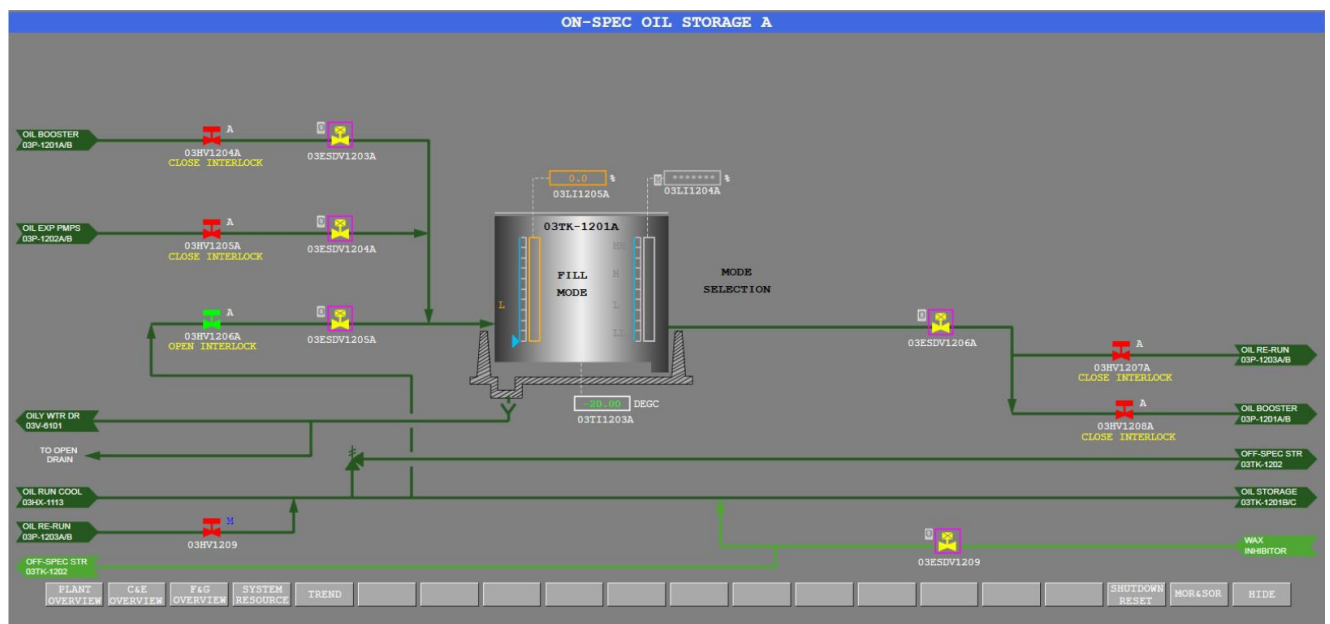 ON-SPEC OIL STORAGE A
OIL BOOSTER
03P-1201A/B
A
03HV1204A
CLOSE INTERLOCK
O
03ESDV1203A
0.0 %
03LI1205A
******* %
03LI1204A
OIL EXP PMPS
03P-1202A/B
A
03HV1205A
CLOSE INTERLOCK
O
03ESDV1204A
03TK-1201A
HH
H
L
LL
L
FILL
MODE
MODE
SELECTION
A
03HV1206A
OPEN INTERLOCK
O
03ESDV1205A
O
03ESDV1206A
A
03HV1207A
CLOSE INTERLOCK
OIL RE-RUN
03P-1203A/B
-20.00 DEGC
03TI1203A
A
03HV1208A
CLOSE INTERLOCK
OIL BOOSTER
03P-1201A/B
OILY WTR DR
03V-6101
TO OPEN
DRAIN
OFF-SPEC STR
03TK-1202
OIL RUN COOL
03HX-1113
OIL STORAGE
03TK-1201B/C
OIL RE-RUN
03P-1203A/B
M
03HV1209
O
03ESDV1209
WAX
INHIBITOR
OFF-SPEC STR
03TK-1202
PLANT
OVERVIEW
C&E
OVERVIEW
F&G
OVERVIEW
SYSTEM
RESOURCE
TREND
SHUTDOWN
RESET
MOR&SOR
HIDE